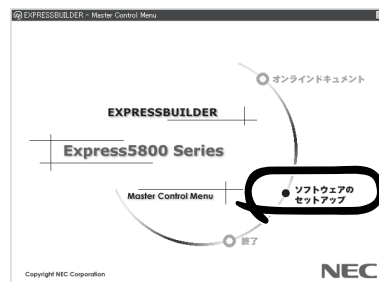 EXPRESSBUILDER - Master Control Menu
オンラインドキュメント
EXPRESSBUILDER
Express5800 Series
Master Control Menu
ソフトウェアの
セットアップ
終了
Copyright NEC Corporation
NEC